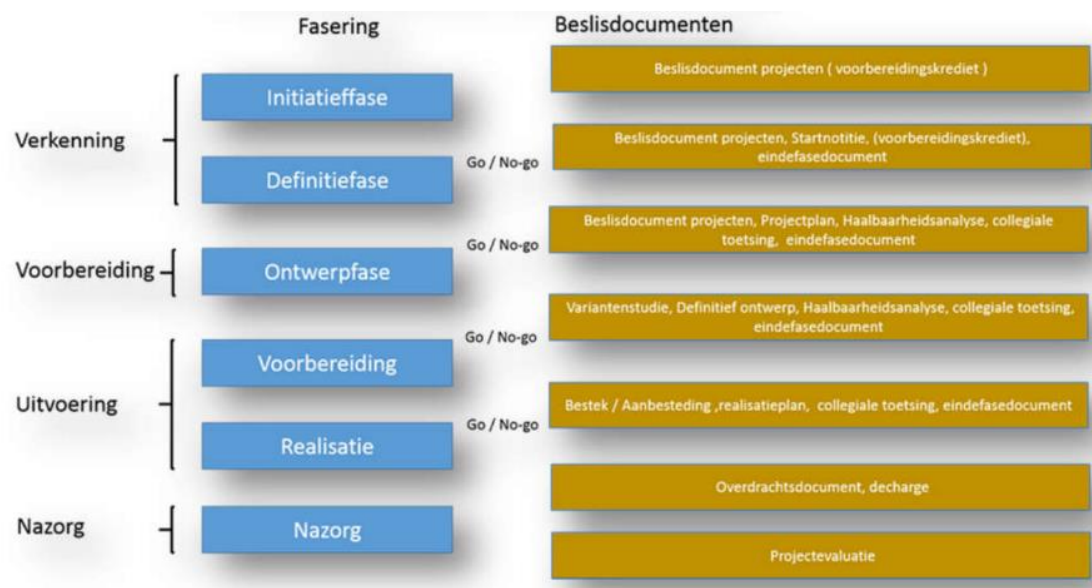 Fasering
Beslisdocumenten
Verkenning
Initiatieffase
Definitiefase
Voorbereiding
Ontwerpfase
Uitvoering
Voorbereiding
Realisatie
Nazorg
Nazorg
Go / No-go
Go / No-go
Go / No-go
Go / No-go
Beslisdocument projecten ( voorbereidingskrediet )
Beslisdocument projecten, Startnotitie, (voorbereidingskrediet),
eindefasedocument
Beslisdocument projecten, Projectplan, Haalbaarheidsanalyse, collegiale
toetsing, eindefasedocument
Variantenstudie, Definitief ontwerp, Haalbaarheidsanalyse, collegiale toetsing,
eindefasedocument
Bestek / Aanbesteding ,realisatieplan, collegiale toetsing, eindefasedocument
Overdrachtsdocument, decharge
Projectevaluatie